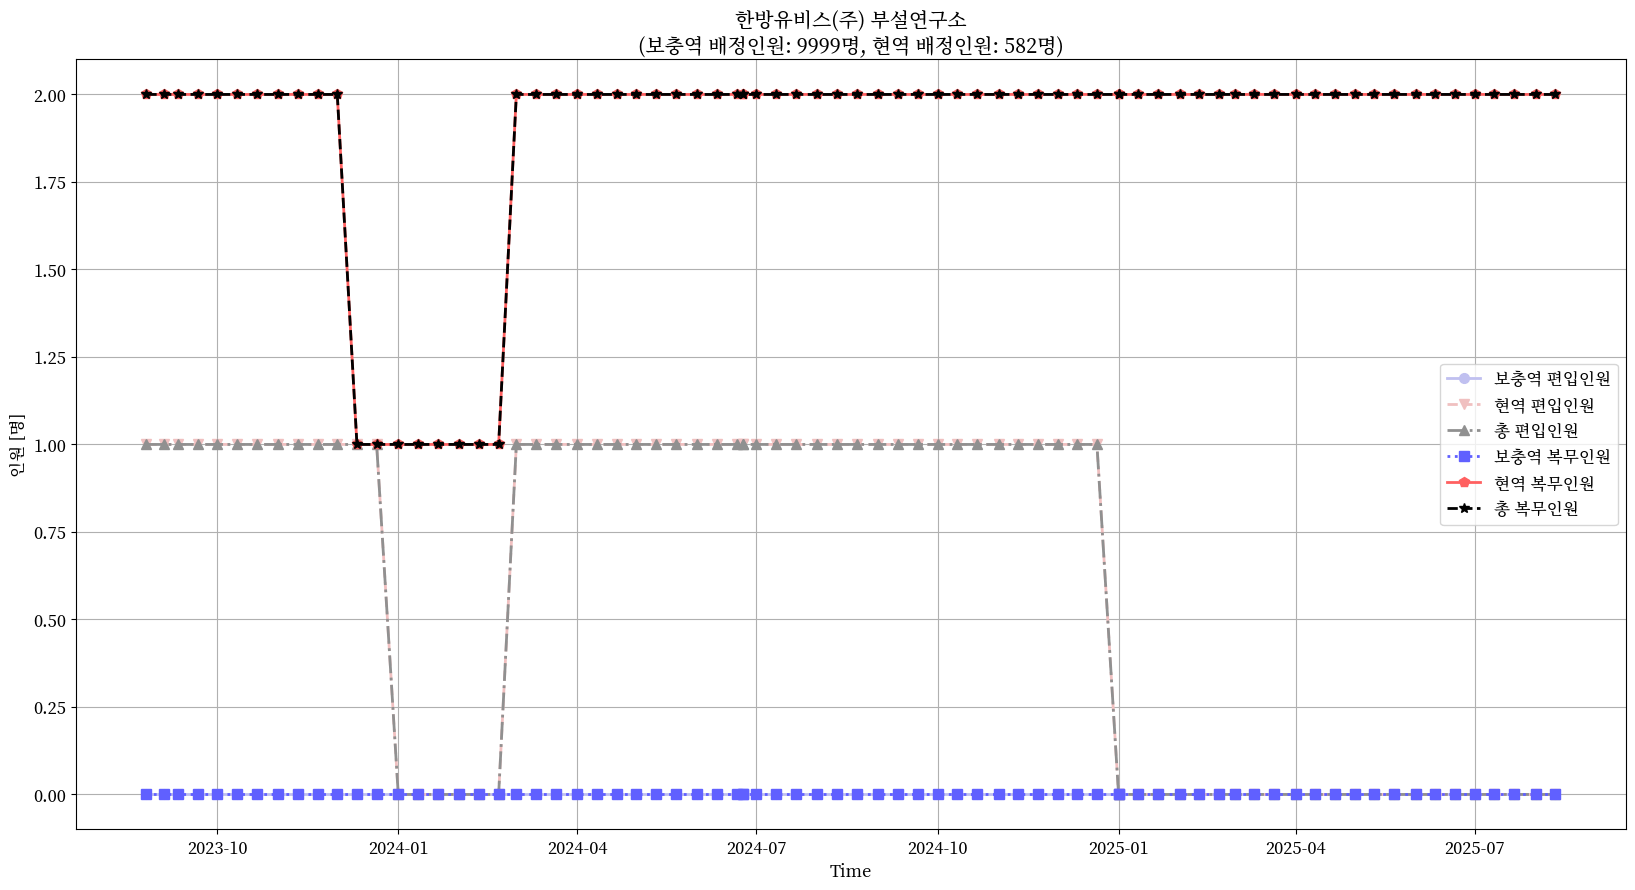 한방유비스(주) 부설연구소
(보충역 배정인원: 9999명, 현역 배정인원: 582명)
인원 [명]
2.00
1.75
1.50
1.25
1.00
0.75
0.50
0.25
0.00
보충역 편입인원
현역 편입인원
총 편입인원
보충역 복무인원
현역 복무인원
총 복무인원
2023-10
2024-01
2024-04
2024-07
2024-10
2025-01
2025-04
2025-07
Time